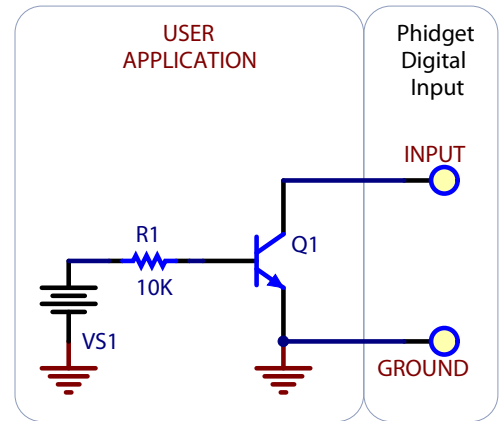 USER
APPLICATION
Phidget
Digital
Input
INPUT
R1
Q1
10K
VS1
GROUND